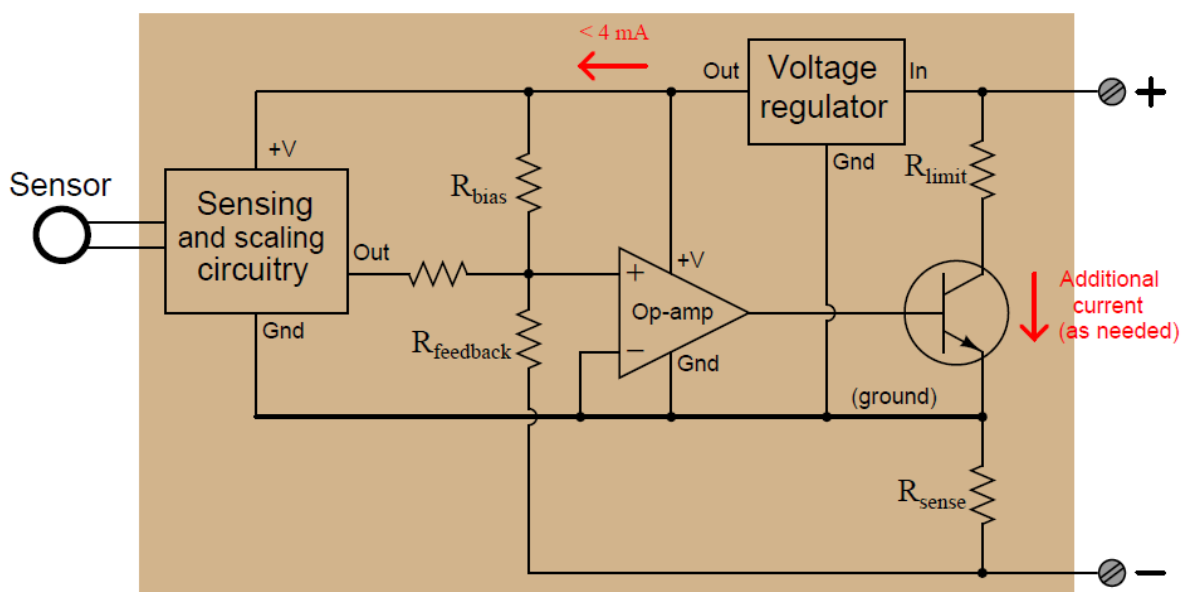 < 4 mA
Out
Voltage
regulator
In
+
Gnd
+V
Sensor
Sensing
and scaling
circuitry
Out
Gnd
Rbias
Rlimit
+
+V
Op-amp
−
Gnd
Rfeedback
Additional
current
(as needed)
(ground)
Rsense
−